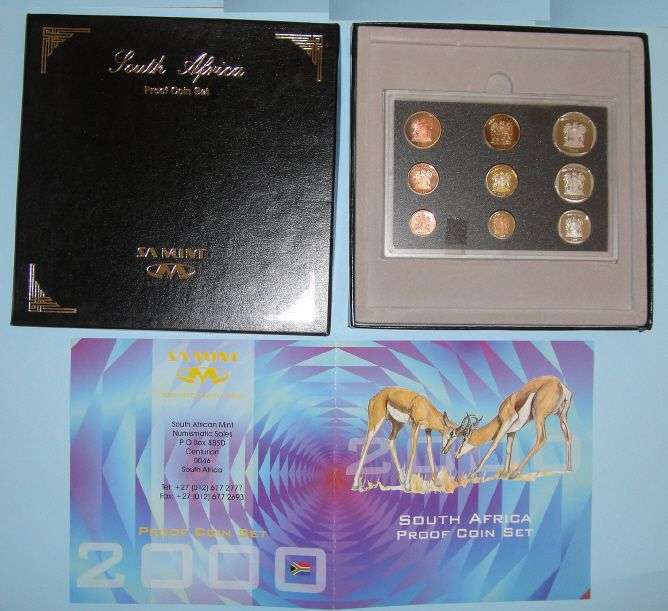 South Africa
Proof Coin Set
SA MINT
SA MINT
South African Mint
Numismatic Sales
P O Box 8850
Centurion
0046
South Africa
Tel: +27 (012) 677 2777
Fax: +27 (012) 677 2693
PROOF COIN SET
2000
2000
SOUTH AFRICA
PROOF COIN SET